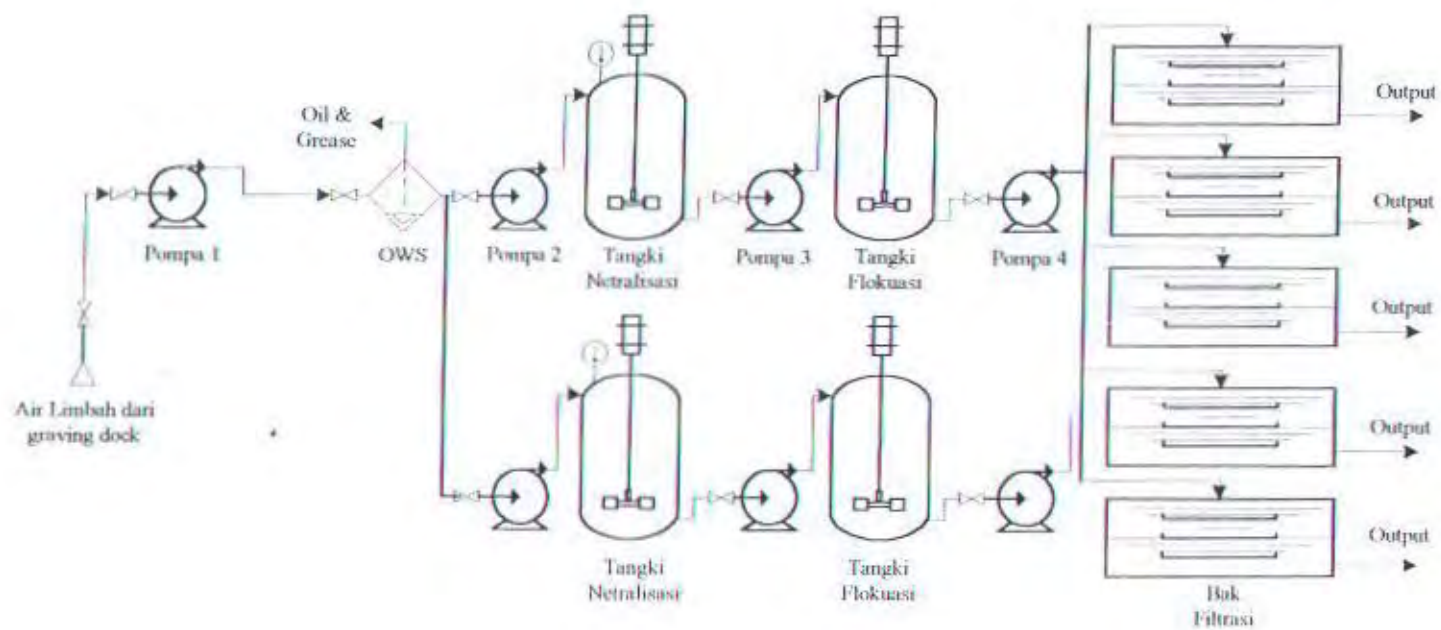 Oil &
Grease
Pompa 1
OWS
Pompa 2
Tangki
Netralisasi
Pompa 3
Tangki
Flokuasi
Pompa 4
Output
Output
Output
Output
Output
Air Limbah dari
graving dock
Tangki
Netralisasi
Tangki
Flokuasi
Bak
Filtrasi